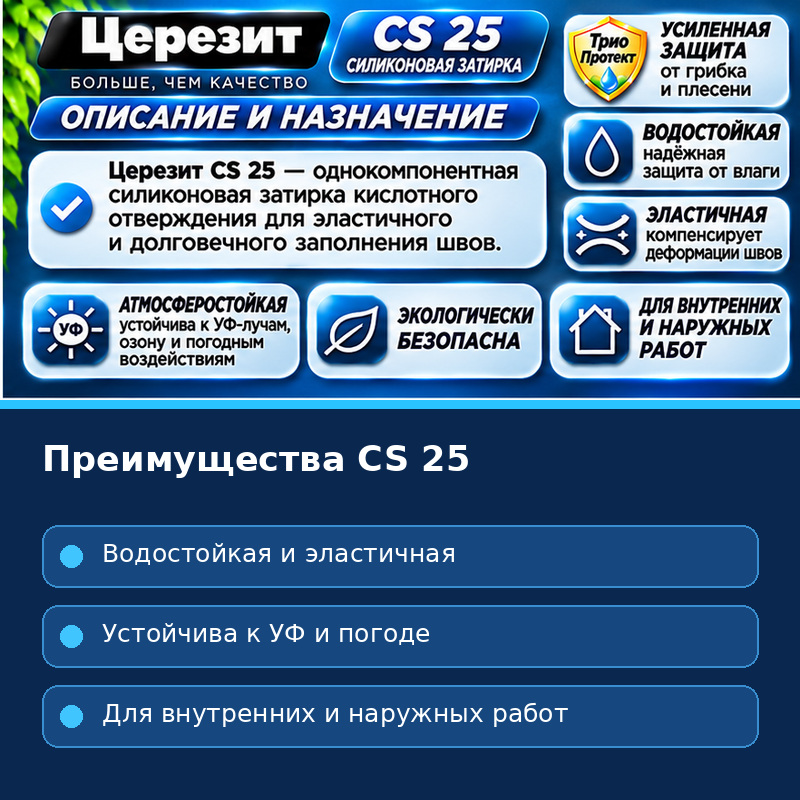 Церезит
БОЛЬШЕ, ЧЕМ КАЧЕСТВО
CS 25
СИЛИКОНОВАЯ ЗАТИРКА
ОПИСАНИЕ И НАЗНАЧЕНИЕ
Церезит CS 25 — однокомпонентная
силиконовая затирка кислотного
отверждения для эластичного
и долговечного заполнения швов.
Трио
Протект
УСИЛЕННАЯ
ЗАЩИТА
от грибка
и плесени
ВОДОСТОЙКАЯ
надёжная
защита от влаги
ЭЛАСТИЧНАЯ
компенсирует
деформации швов
УФ
АТМОСФЕРОСТОЙКАЯ
устойчива к УФ-лучам,
озону и погодным
воздействиям
ЭКОЛОГИЧЕСКИ
БЕЗОПАСНА
ДЛЯ ВНУТРЕННИХ
И НАРУЖНЫХ
РАБОТ
Преимущества CS 25
Водостойкая и эластичная
Устойчива к УФ и погоде
Для внутренних и наружных работ